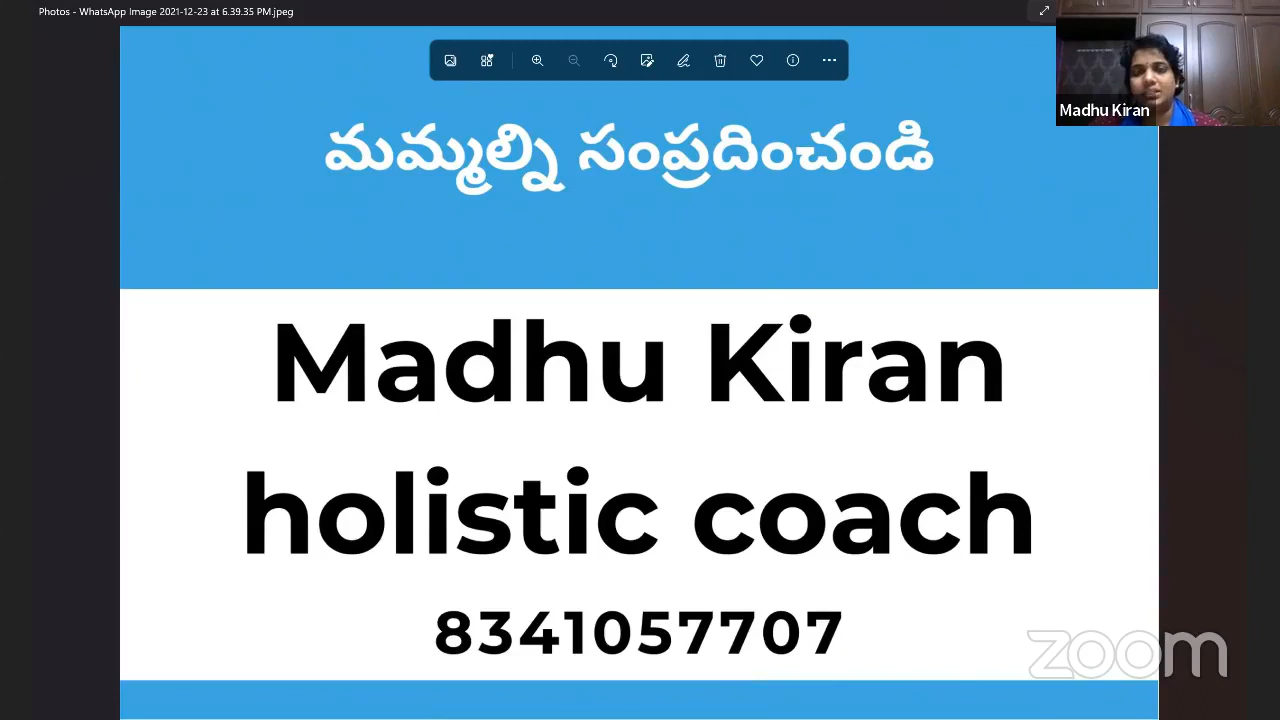 Photos - WhatsApp Image 2021-12-23 at 6.39.35 PM.jpeg
Madhu Kiran
మమ్మల్ని సంప్రదించండి
Madhu Kiran
holistic coach
8341057707
zoom